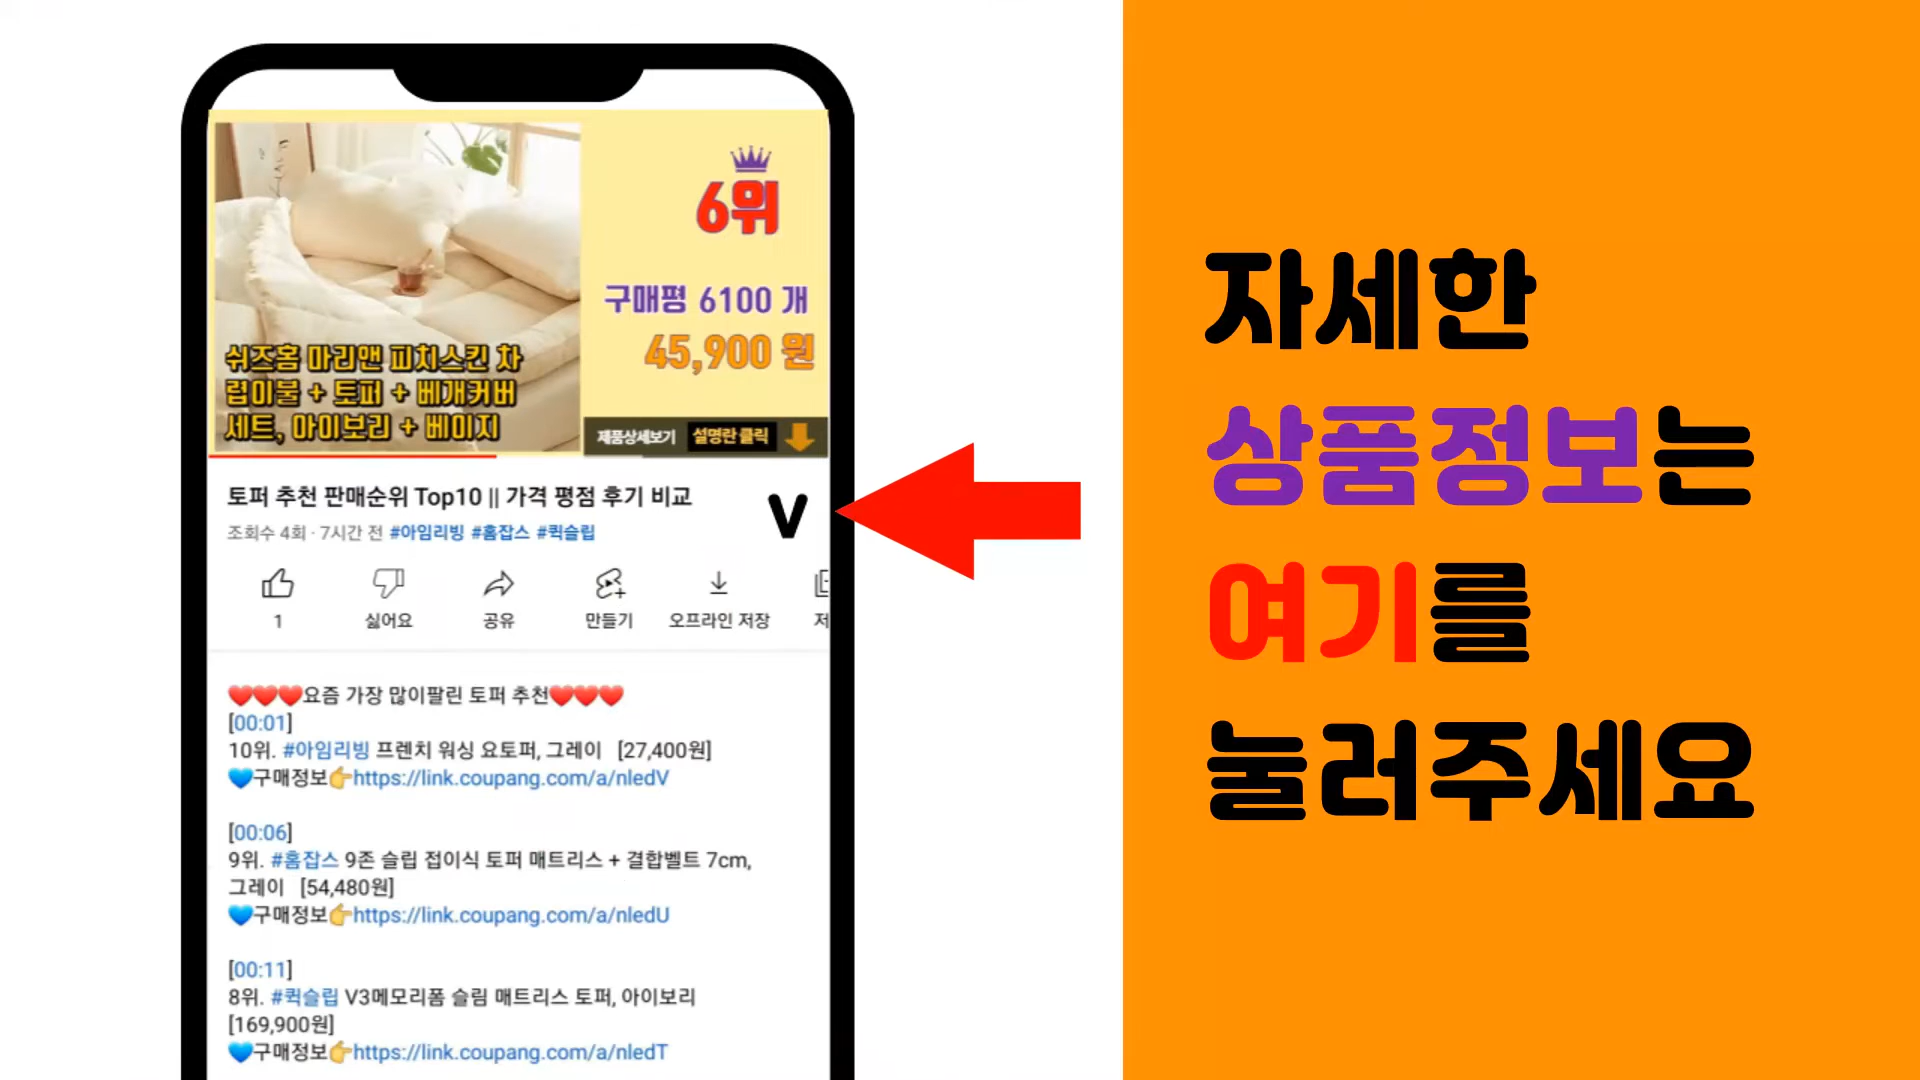 6위
구매평 6100 개
45,900 원
쉬즈홈 마리앤 피치스킨 차
렵이불 + 토퍼 + 베개커버
세트, 아이보리 + 베이지
제품상세보기 설명란 클릭
토퍼 추천 판매순위 Top10 || 가격 평점 후기 비교
V
조회수 4회 · 7시간 전 #아임리빙 #홈잡스 #퀵슬립
1 싫어요 공유 만들기 오프라인 저장 저
❤️❤️❤️요즘 가장 많이팔린 토퍼 추천❤️❤️❤️
[00:01]
10위. #아임리빙 프렌치 워싱 요토퍼, 그레이 [27,400원]
💙구매정보👉https://link.coupang.com/a/nledV
[00:06]
9위. #홈잡스 9존 슬립 접이식 토퍼 매트리스 + 결합벨트 7cm,
그레이 [54,480원]
💙구매정보👉https://link.coupang.com/a/nledU
[00:11]
8위. #퀵슬립 V3메모리폼 슬림 매트리스 토퍼, 아이보리
[169,900원]
💙구매정보👉https://link.coupang.com/a/nledT
자세한
상품정보는
여기를
눌러주세요